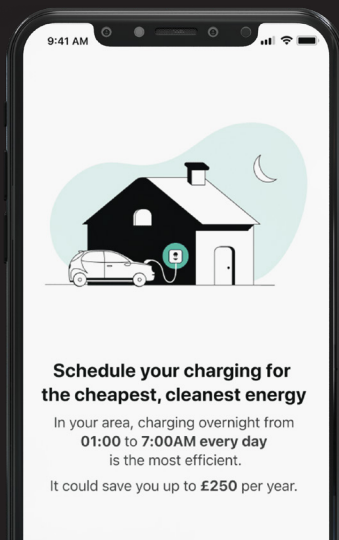 9:41 AM
Schedule your charging for
the cheapest, cleanest energy
In your area, charging overnight from
01:00 to 7:00AM every day
is the most efficient.
It could save you up to £250 per year.